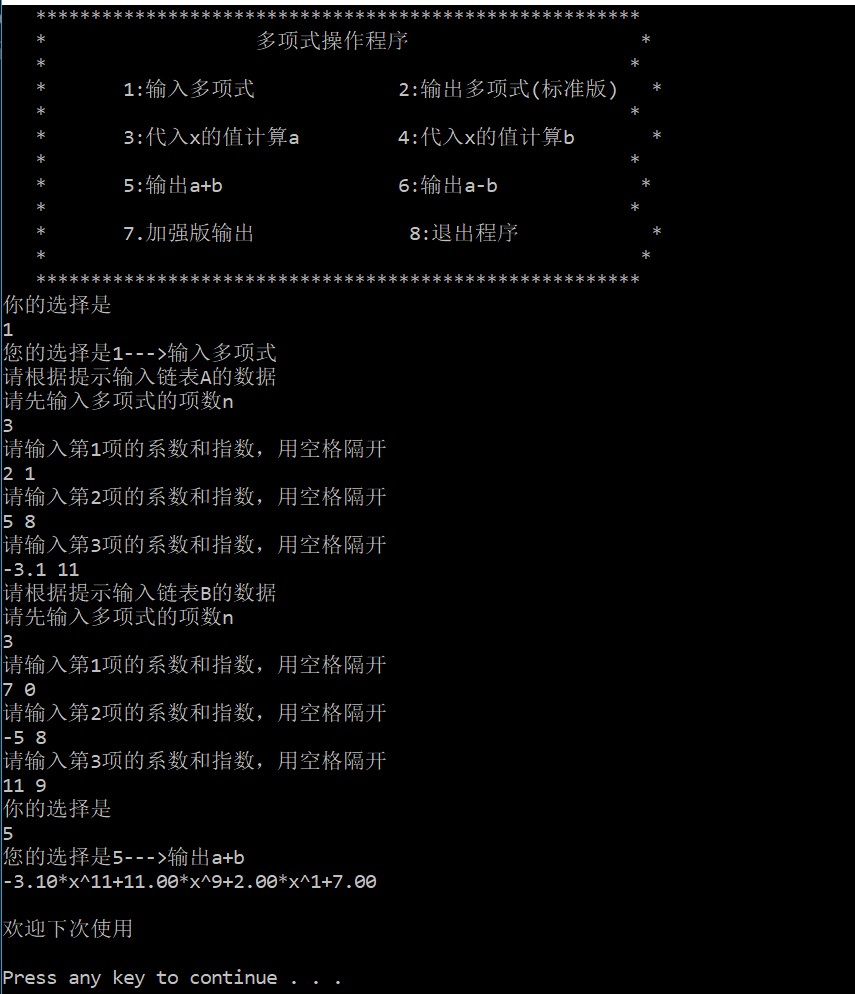 *******************************************************
* 多项式操作程序 *
* *
* 1:输入多项式 2:输出多项式(标准版) *
* *
* 3:代入x的值计算a 4:代入x的值计算b *
* *
* 5:输出a+b 6:输出a-b *
* *
* 7.加强版输出 8:退出程序 *
* *
*******************************************************
你的选择是
1
您的选择是1--->输入多项式
请根据提示输入链表A的数据
请先输入多项式的项数n
3
请输入第1项的系数和指数，用空格隔开
2 1
请输入第2项的系数和指数，用空格隔开
5 8
请输入第3项的系数和指数，用空格隔开
-3.1 11
请根据提示输入链表B的数据
请先输入多项式的项数n
3
请输入第1项的系数和指数，用空格隔开
7 0
请输入第2项的系数和指数，用空格隔开
-5 8
请输入第3项的系数和指数，用空格隔开
11 9
你的选择是
5
您的选择是5--->输出a+b
-3.10*x^11+11.00*x^9+2.00*x^1+7.00
欢迎下次使用
Press any key to continue . . .